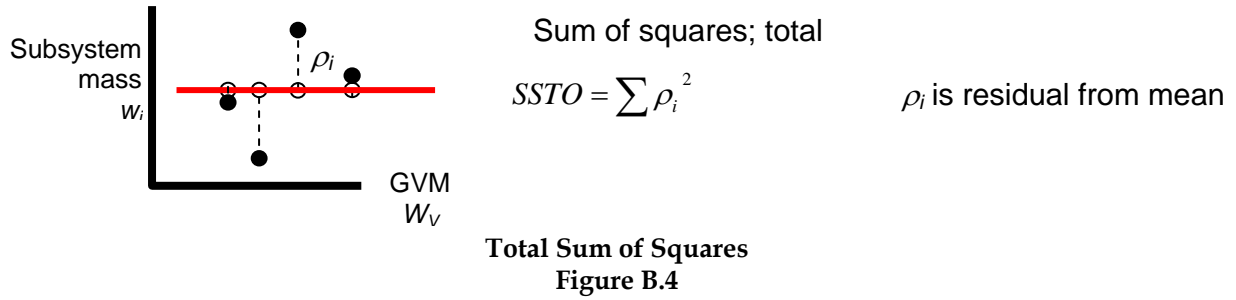 Subsystem
mass
wᵢ
ρᵢ
GVM
W_V
Sum of squares; total
SSTO = ∑ ρᵢ²
ρᵢ is residual from mean
Total Sum of Squares
Figure B.4